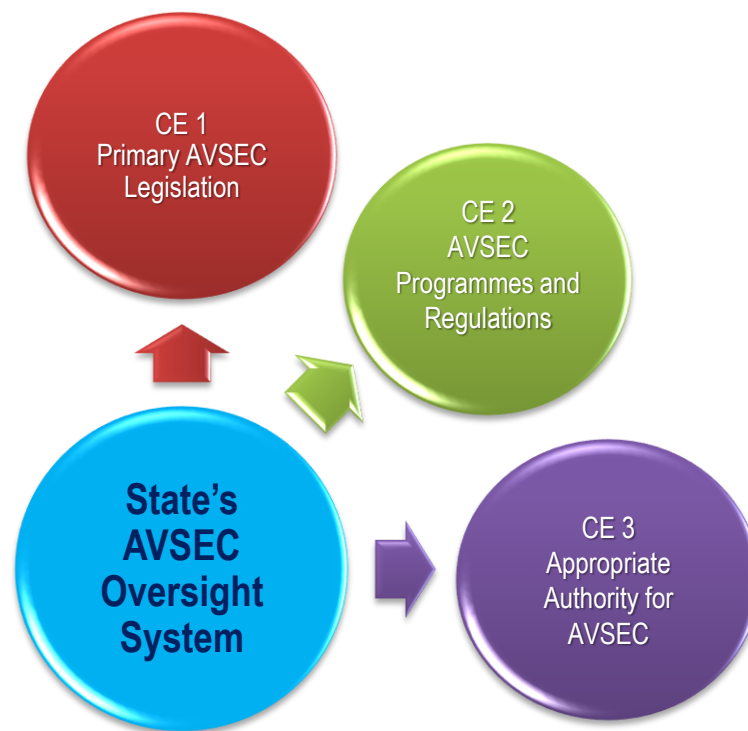 CE 1
Primary AVSEC
Legislation
CE 2
AVSEC
Programmes and
Regulations
State's
AVSEC
Oversight
System
CE 3
Appropriate
Authority for
AVSEC